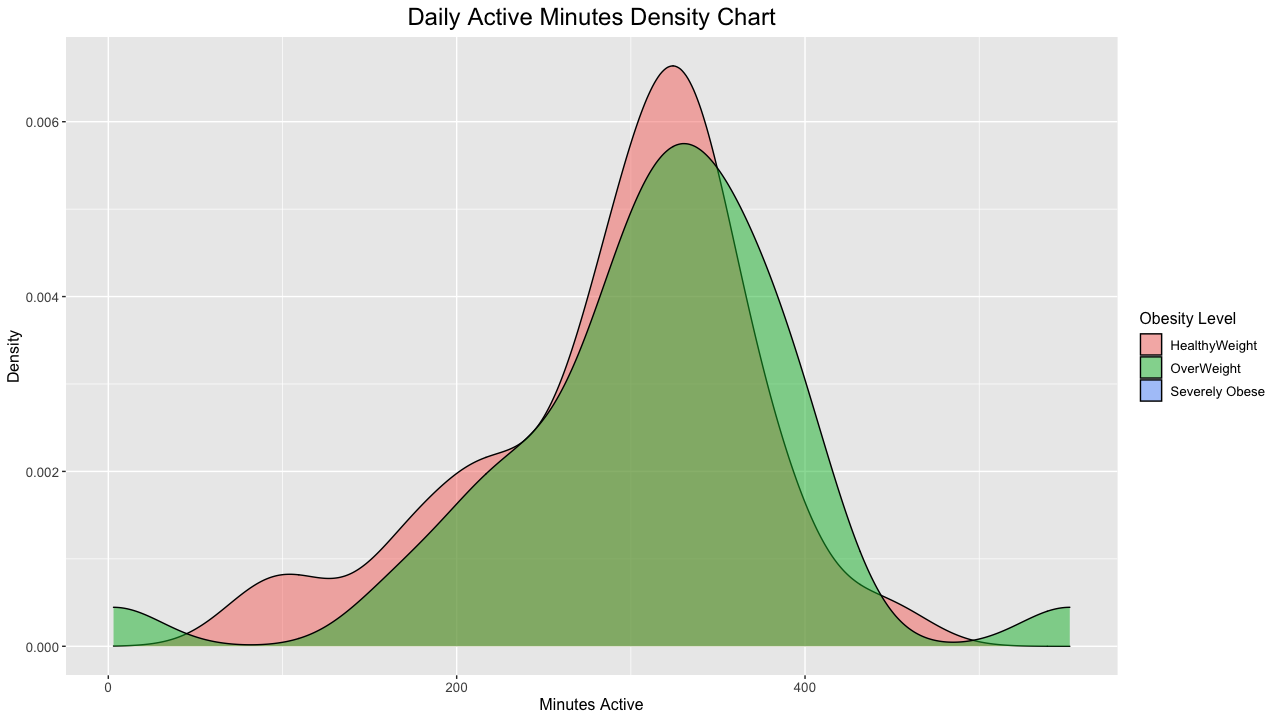 Daily Active Minutes Density Chart
0.006
0.004
0.002
0.000
Density
0
200
400
Minutes Active
Obesity Level
HealthyWeight
OverWeight
Severely Obese